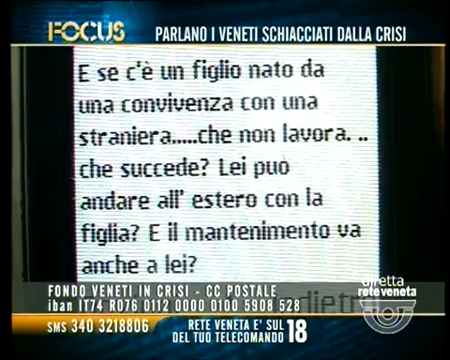 FOCUS
PARLANO I VENETI SCHIACCIATI DALLA CRISI
E se c'è un figlio nato da
una convivenza con una
straniera.....che non lavora. ..
che succede? Lei può
andare all' estero con la
figlia? E il mantenimento va
anche a lei?
diretta
reteveneta
FONDO VENETI IN CRISI - CC POSTALE
iban IT74 R076 0112 0000 0100 5908 528
SMS 340 3218806
RETE VENETA E' SUL
DEL TUO TELECOMANDO 18